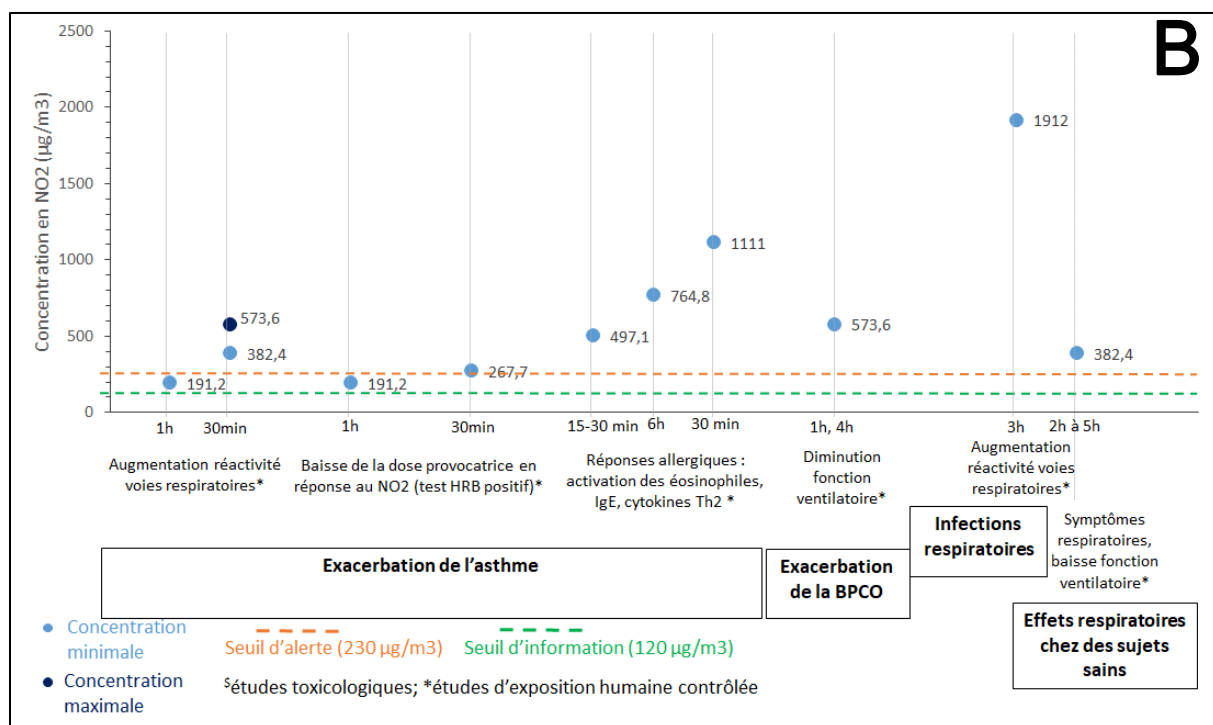 B
Concentration en NO2 (µg/m3)
2500
2000
1500
1000
500
0
191,2
573,6
382,4
191,2
267,7
497,1
764,8
1111
573,6
1912
382,4
1h
30min
1h
30min
15-30 min
6h
30 min
1h, 4h
3h
2h à 5h
Augmentation réactivité
voies respiratoires*
Baisse de la dose provocatrice en
réponse au NO2 (test HRB positif)*
Réponses allergiques :
activation des éosinophiles,
IgE, cytokines Th2 *
Diminution
fonction
ventilatoire*
Augmentation
réactivité voies
respiratoires*
Symptômes
respiratoires,
baisse fonction
ventilatoire*
Exacerbation de l’asthme
Exacerbation
de la BPCO
Infections
respiratoires
Effets respiratoires
chez des sujets
sains
Concentration
minimale
Concentration
maximale
Seuil d’alerte (230 µg/m3)
Seuil d’information (120 µg/m3)
$études toxicologiques; *études d’exposition humaine contrôlée